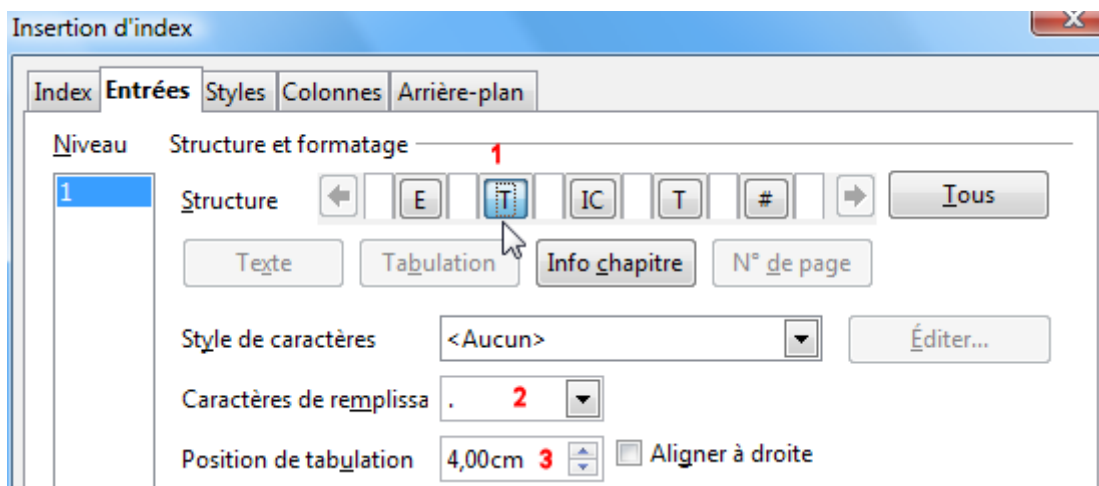 Insertion d'index
Index Entrées Styles Colonnes Arrière-plan
Niveau Structure et formatage
1
1 Structure E T IC T # Tous
Texte Tabulation Info chapitre N° de page
Style de caractères <Aucun> Éditer...
Caractères de remplissa . 2
Position de tabulation 4,00cm 3 Aligner à droite